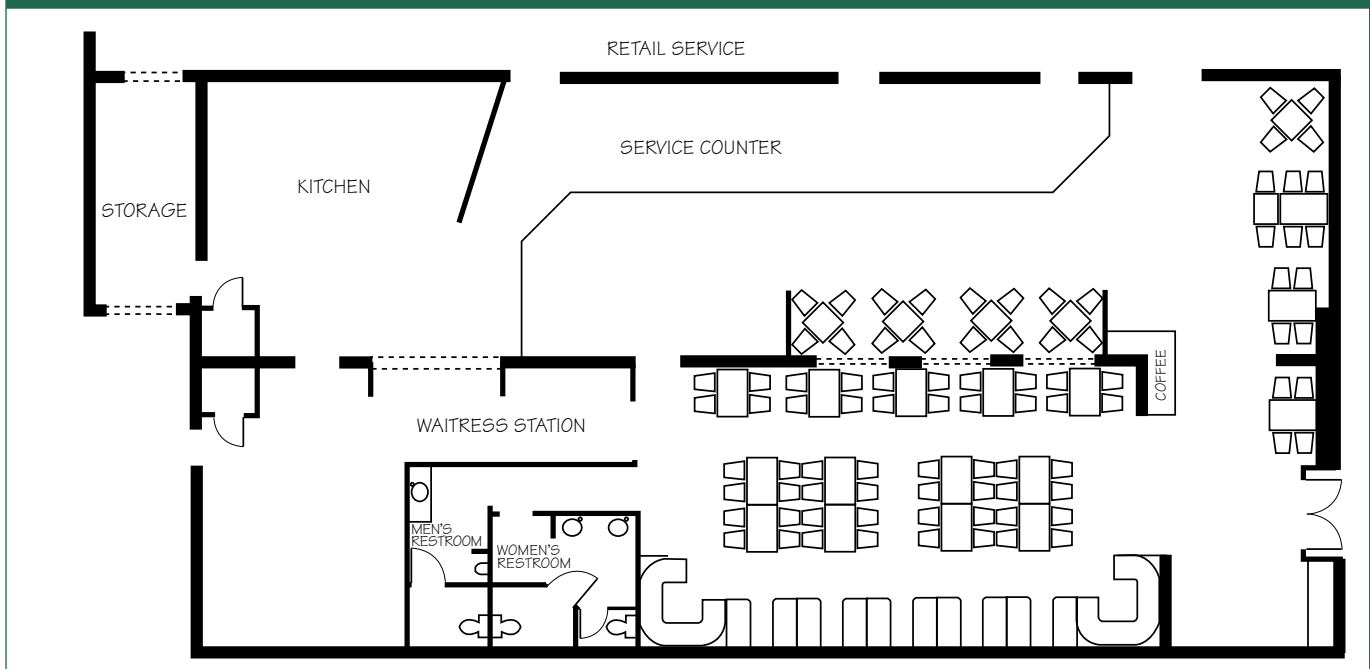 RETAIL SERVICE
SERVICE COUNTER
KITCHEN
STORAGE
COFFEE
WAITRESS STATION
MEN'S
RESTROOM
WOMEN'S
RESTROOM